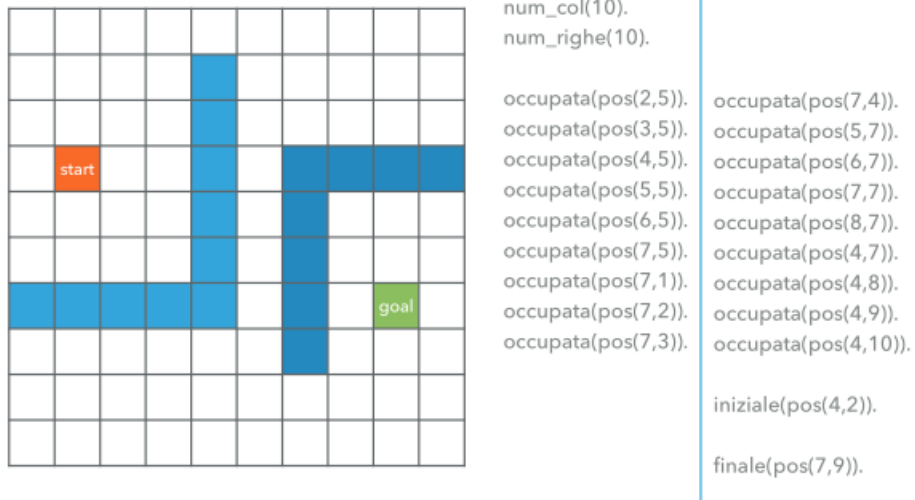 start
goal
num_col(10).
num_righe(10).
occupata(pos(2,5)).
occupata(pos(3,5)).
occupata(pos(4,5)).
occupata(pos(5,5)).
occupata(pos(6,5)).
occupata(pos(7,5)).
occupata(pos(7,1)).
occupata(pos(7,2)).
occupata(pos(7,3)).
occupata(pos(7,4)).
occupata(pos(5,7)).
occupata(pos(6,7)).
occupata(pos(7,7)).
occupata(pos(8,7)).
occupata(pos(4,7)).
occupata(pos(4,8)).
occupata(pos(4,9)).
occupata(pos(4,10)).
iniziale(pos(4,2)).
finale(pos(7,9)).